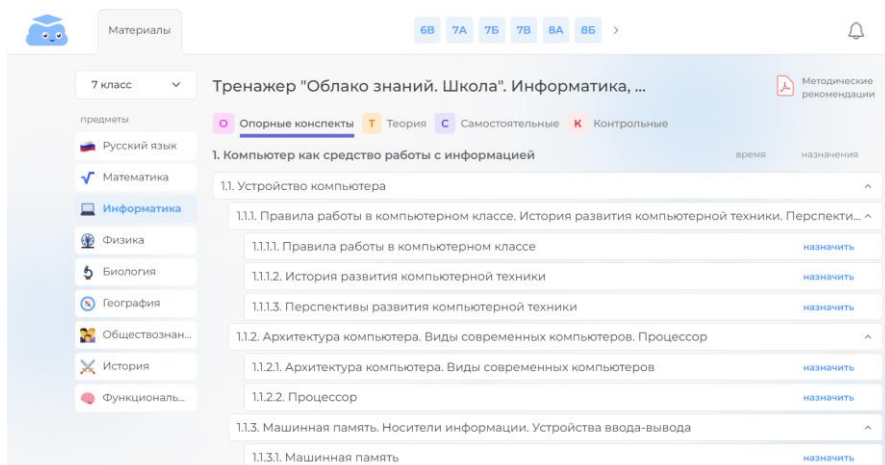 Материалы
6В 7А 7Б 7В 8А 8Б
7 класс
предметы
Русский язык
Математика
Информатика
Физика
Биология
География
Обществознан...
История
Функциональ...
Тренажер "Облако знаний. Школа". Информатика, ...
Методические
рекомендации
О Опорные конспекты Т Теория С Самостоятельные К Контрольные
1. Компьютер как средство работы с информацией время назначения
1.1. Устройство компьютера
1.1.1. Правила работы в компьютерном классе. История развития компьютерной техники. Перспекти...
1.1.1.1. Правила работы в компьютерном классе назначить
1.1.1.2. История развития компьютерной техники назначить
1.1.1.3. Перспективы развития компьютерной техники назначить
1.1.2. Архитектура компьютера. Виды современных компьютеров. Процессор
1.1.2.1. Архитектура компьютера. Виды современных компьютеров назначить
1.1.2.2. Процессор назначить
1.1.3. Машинная память. Носители информации. Устройства ввода-вывода
1.1.3.1. Машинная память назначить